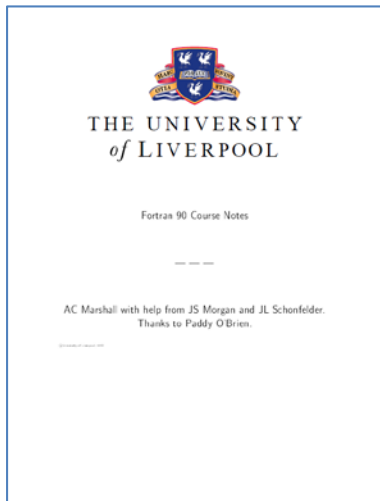 THE UNIVERSITY
of LIVERPOOL
Fortran 90 Course Notes
— — —
AC Marshall with help from JS Morgan and JL Schonfelder.
Thanks to Paddy O'Brien.